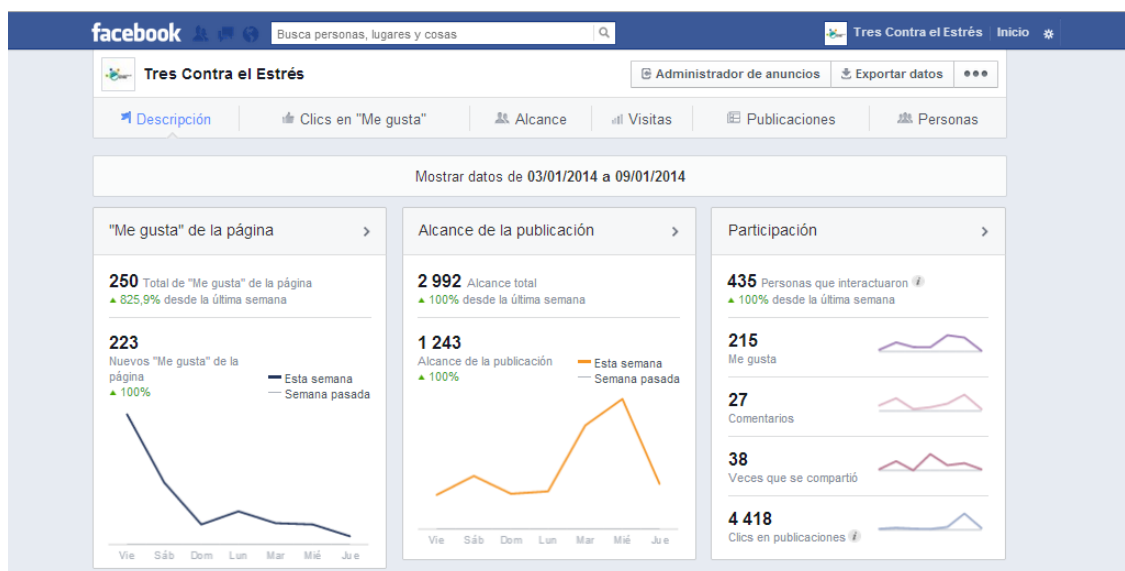 facebook
Busca personas, lugares y cosas
Tres Contra el Estrés
Inicio
Tres Contra el Estrés
Administrador de anuncios
Exportar datos
Descripción
Clics en "Me gusta"
Alcance
Visitas
Publicaciones
Personas
Mostrar datos de 03/01/2014 a 09/01/2014
"Me gusta" de la página
250 Total de "Me gusta" de la página
825,9% desde la última semana
223
Nuevos "Me gusta" de la
página
100%
Esta semana
Semana pasada
Vie Sáb Dom Lun Mar Mié Jue
Alcance de la publicación
2 992 Alcance total
100% desde la última semana
1 243
Alcance de la publicación
100%
Esta semana
Semana pasada
Vie Sáb Dom Lun Mar Mié Jue
Participación
435 Personas que interactuaron
100% desde la última semana
215
Me gusta
27
Comentarios
38
Veces que se compartió
4 418
Clics en publicaciones